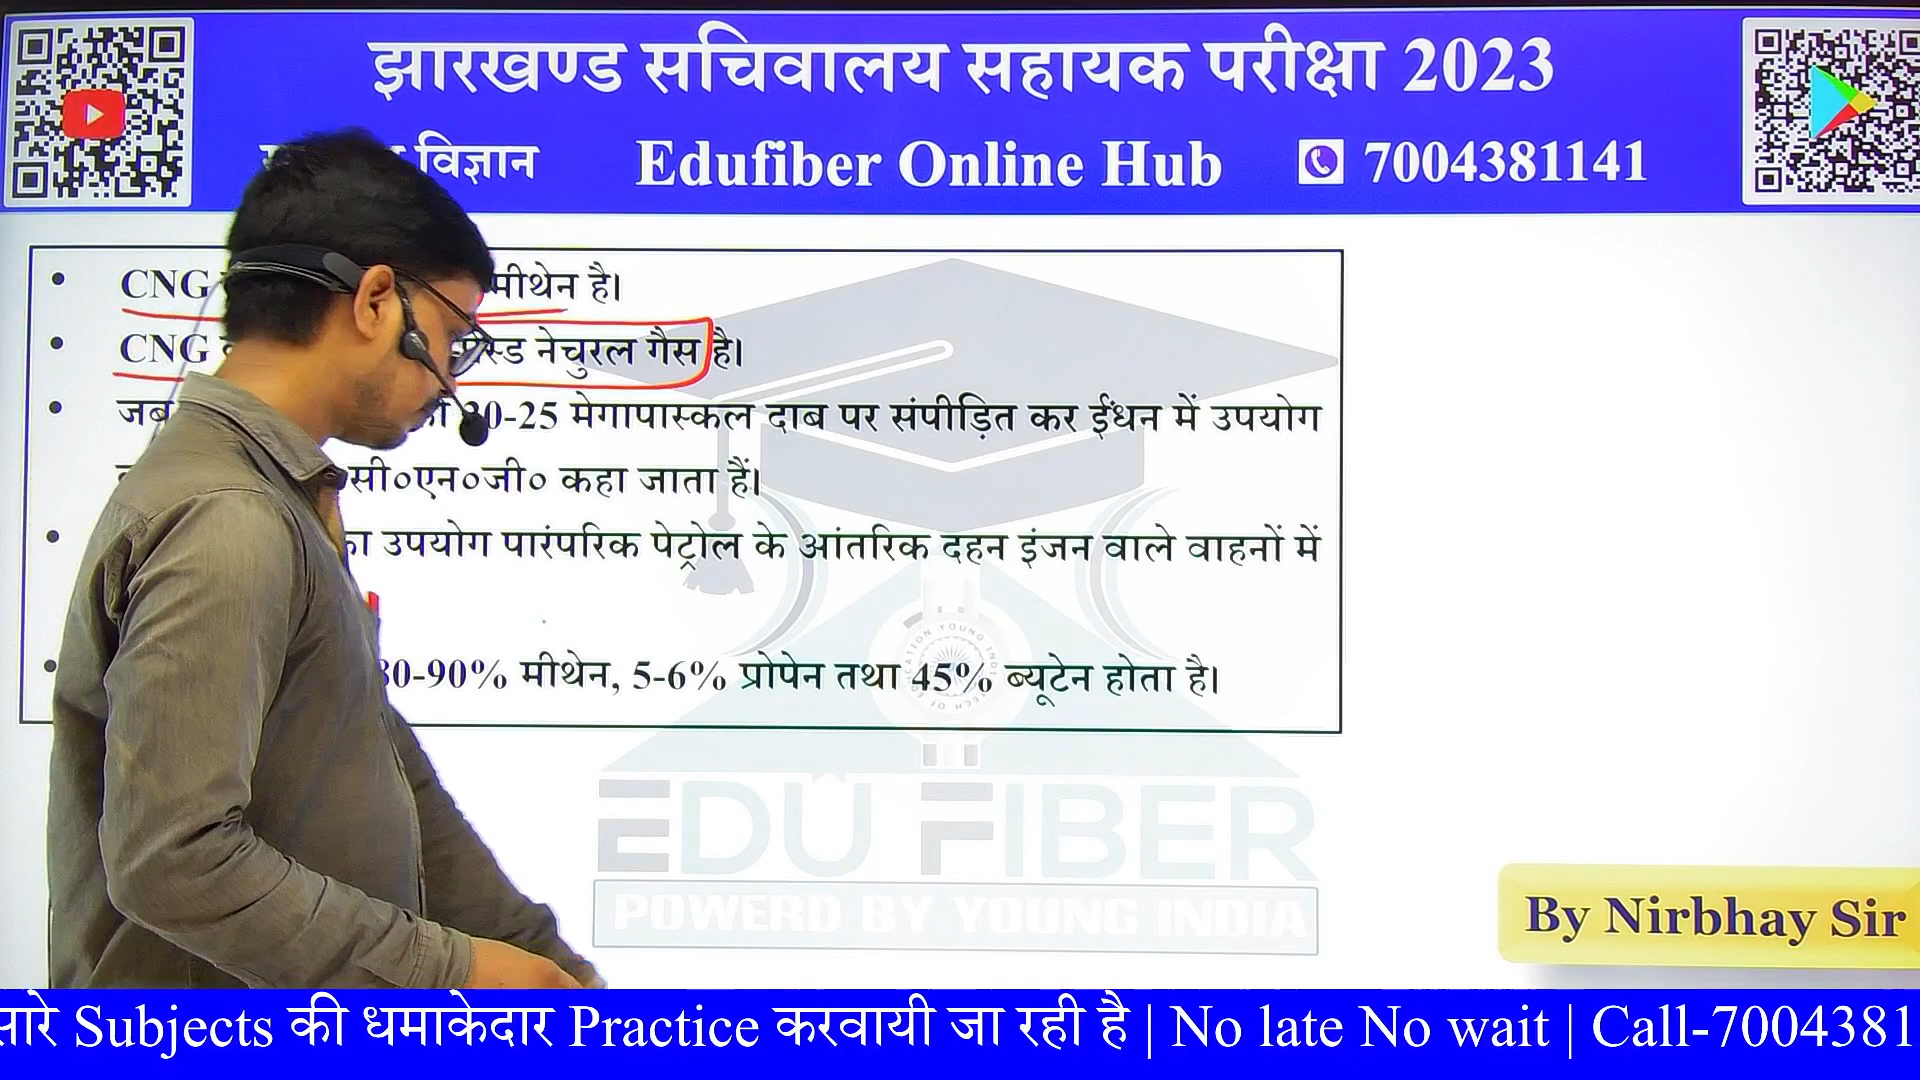 झारखण्ड सचिवालय सहायक परीक्षा 2023
विज्ञान Edufiber Online Hub 7004381141
CNG मीथेन है।
CNG नेचुरल गैस है।
जब 25 मेगापास्कल दाब पर संपीड़ित कर ईंधन में उपयोग
सी०एन०जी० कहा जाता हैं।
का उपयोग पारंपरिक पेट्रोल के आंतरिक दहन इंजन वाले वाहनों में
80-90% मीथेन, 5-6% प्रोपेन तथा 45% ब्यूटेन होता है।
EDU FIBER
POWERD BY YOUNG INDIA
By Nirbhay Sir
सारे Subjects की धमाकेदार Practice करवायी जा रही है | No late No wait | Call-7004381